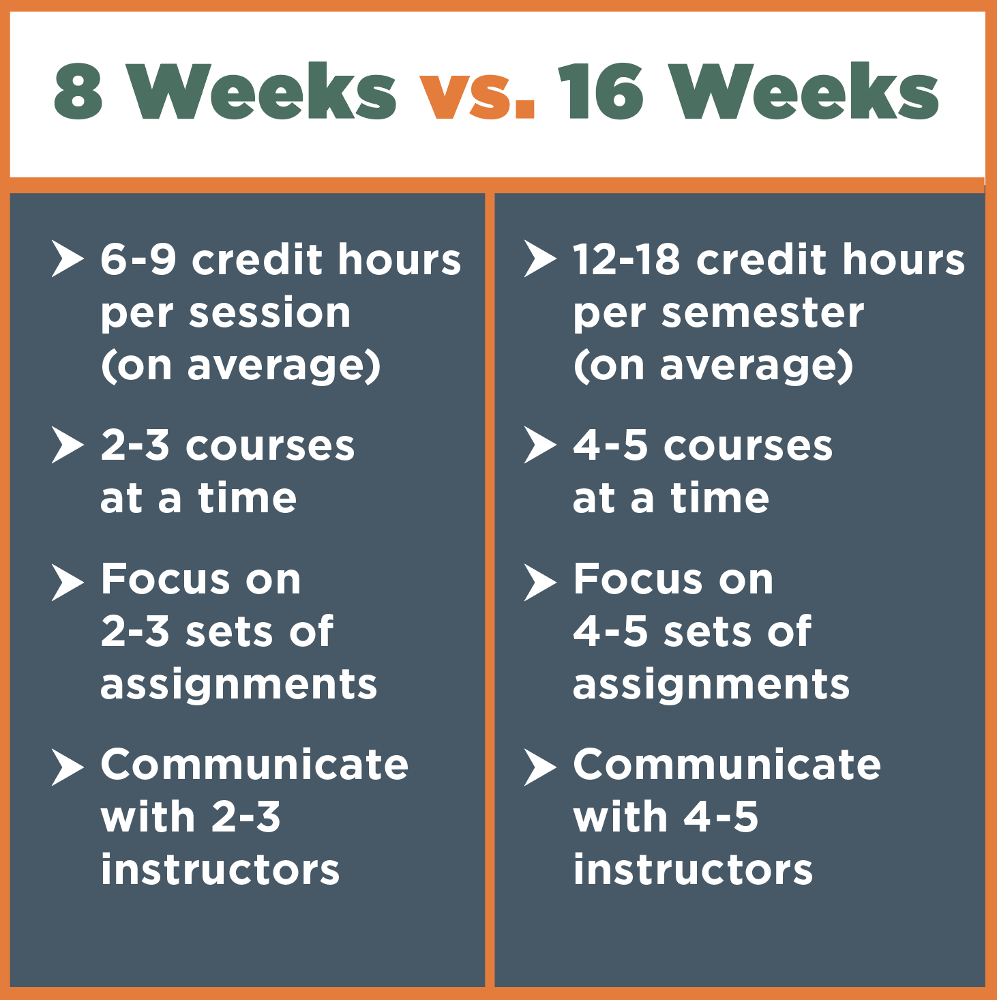 8 Weeks vs. 16 Weeks
6-9 credit hours
per session
(on average)
2-3 courses
at a time
Focus on
2-3 sets of
assignments
Communicate
with 2-3
instructors
12-18 credit hours
per semester
(on average)
4-5 courses
at a time
Focus on
4-5 sets of
assignments
Communicate
with 4-5
instructors